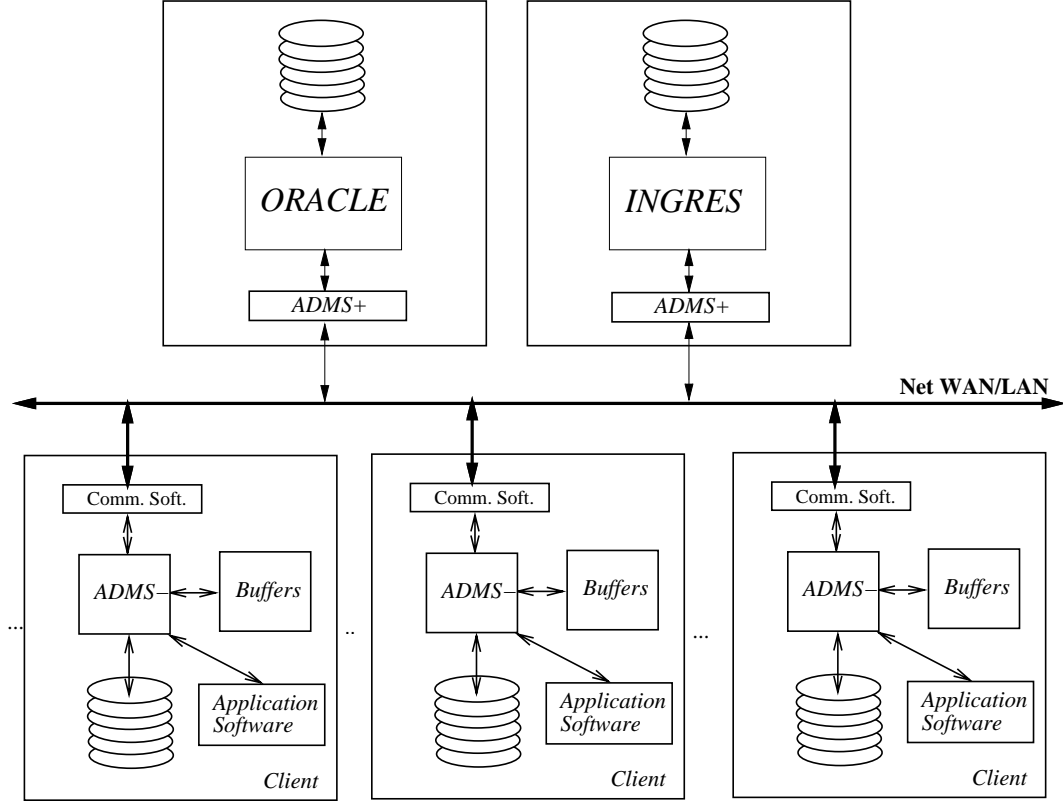 ORACLE
INGRES
ADMS+
ADMS+
Net WAN/LAN
Comm. Soft.
Comm. Soft.
Comm. Soft.
ADMS–
Buffers
ADMS–
Buffers
ADMS–
Buffers
...
..
...
Application
Software
Application
Software
Application
Software
Client
Client
Client